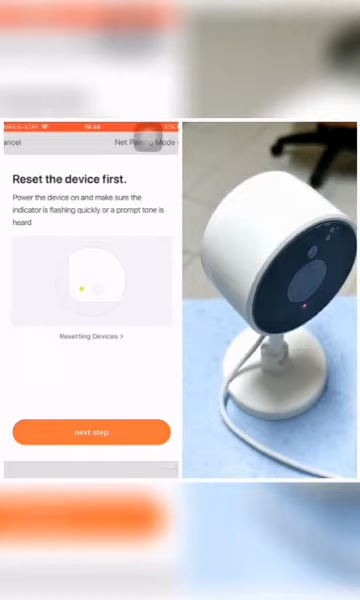 ancel
Net Pairing Mode
Reset the device first.
Power the device on and make sure the
indicator is flashing quickly or a prompt tone is
heard
Resetting Devices >
next step